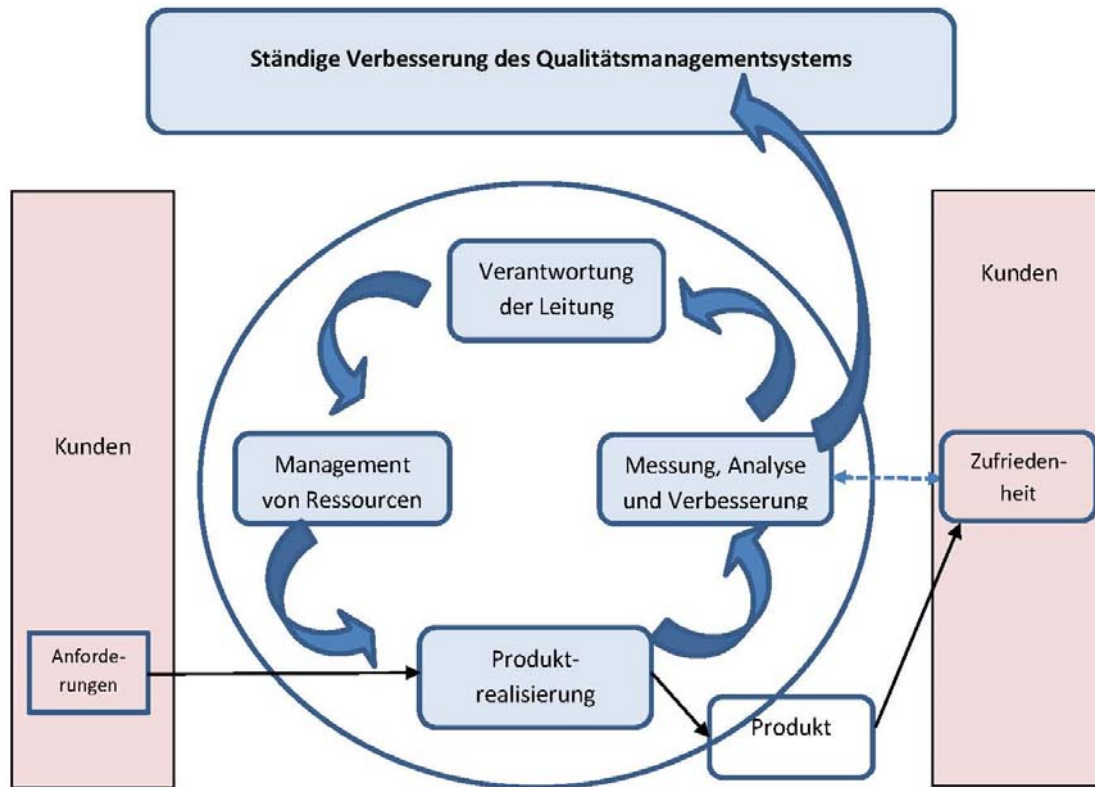 Ständige Verbesserung des Qualitätsmanagementsystems
Kunden
Verantwortung
der Leitung
Kunden
Management
von Ressourcen
Messung, Analyse
und Verbesserung
Zufrieden-
heit
Anforde-
rungen
Produkt-
realisierung
Produkt